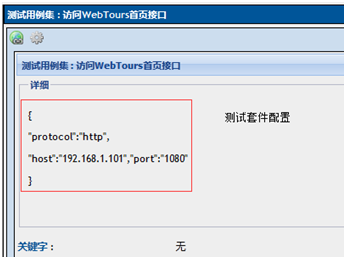 测试用例集 : 访问WebTours首页接口
测试用例集 : 访问WebTours首页接口
详细
{
"protocol":"http",
"host":"192.168.1.101","port":"1080"
}
测试套件配置
关键字 : 无